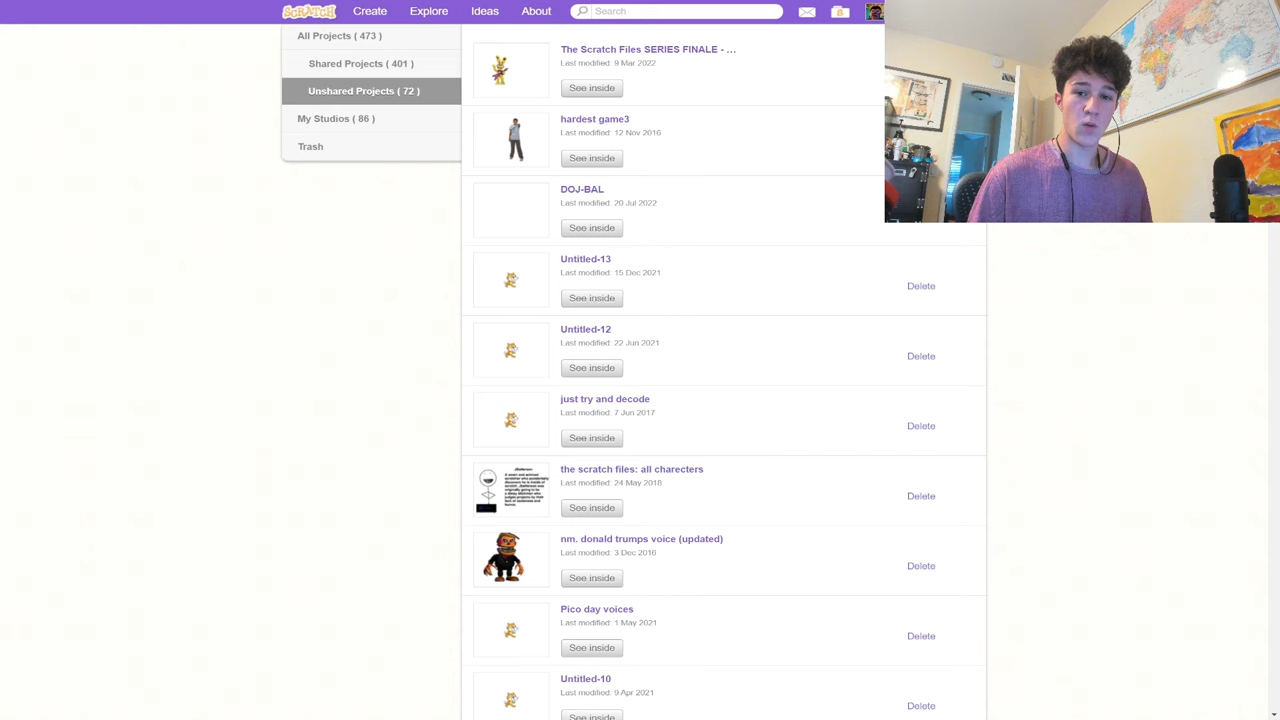 SCRATCH Create Explore Ideas About Search
All Projects ( 473 )
Shared Projects ( 401 )
Unshared Projects ( 72 )
My Studios ( 86 )
Trash
The Scratch Files SERIES FINALE - ...
Last modified: 9 Mar 2022
See inside
hardest game3
Last modified: 12 Nov 2016
See inside
DOJ-BAL
Last modified: 20 Jul 2022
See inside
Untitled-13
Last modified: 15 Dec 2021
See inside
Delete
Untitled-12
Last modified: 22 Jun 2021
See inside
Delete
just try and decode
Last modified: 7 Jun 2017
See inside
Delete
the scratch files: all charecters
Last modified: 24 May 2018
See inside
Delete
nm. donald trumps voice (updated)
Last modified: 3 Dec 2016
See inside
Delete
Pico day voices
Last modified: 1 May 2021
See inside
Delete
Untitled-10
Last modified: 9 Apr 2021
See inside
Delete